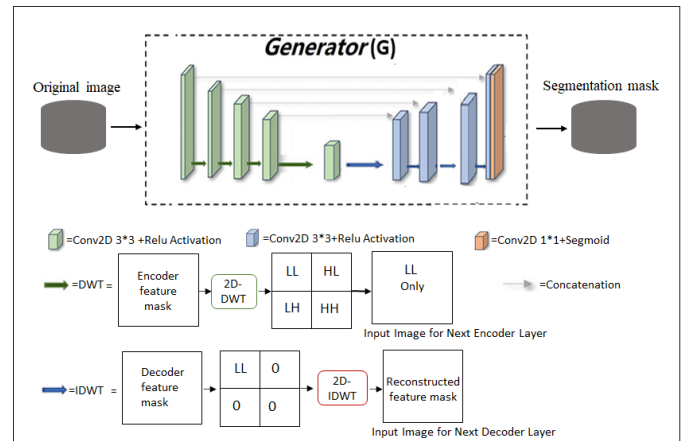 Generator(G)
Original image
Segmentation mask
=Conv2D 3*3 +Relu Activation
=Conv2D 3*3+Relu Activation
=Conv2D 1*1+Segmoid
=DWT =
Encoder
feature
mask
2D-
DWT
LL HL
LH HH
LL
Only
=Concatenation
Input Image for Next Encoder Layer
=IDWT =
Decoder
feature
mask
LL 0
0 0
2D-
IDWT
Reconstructed
feature mask
Input Image for Next Decoder Layer